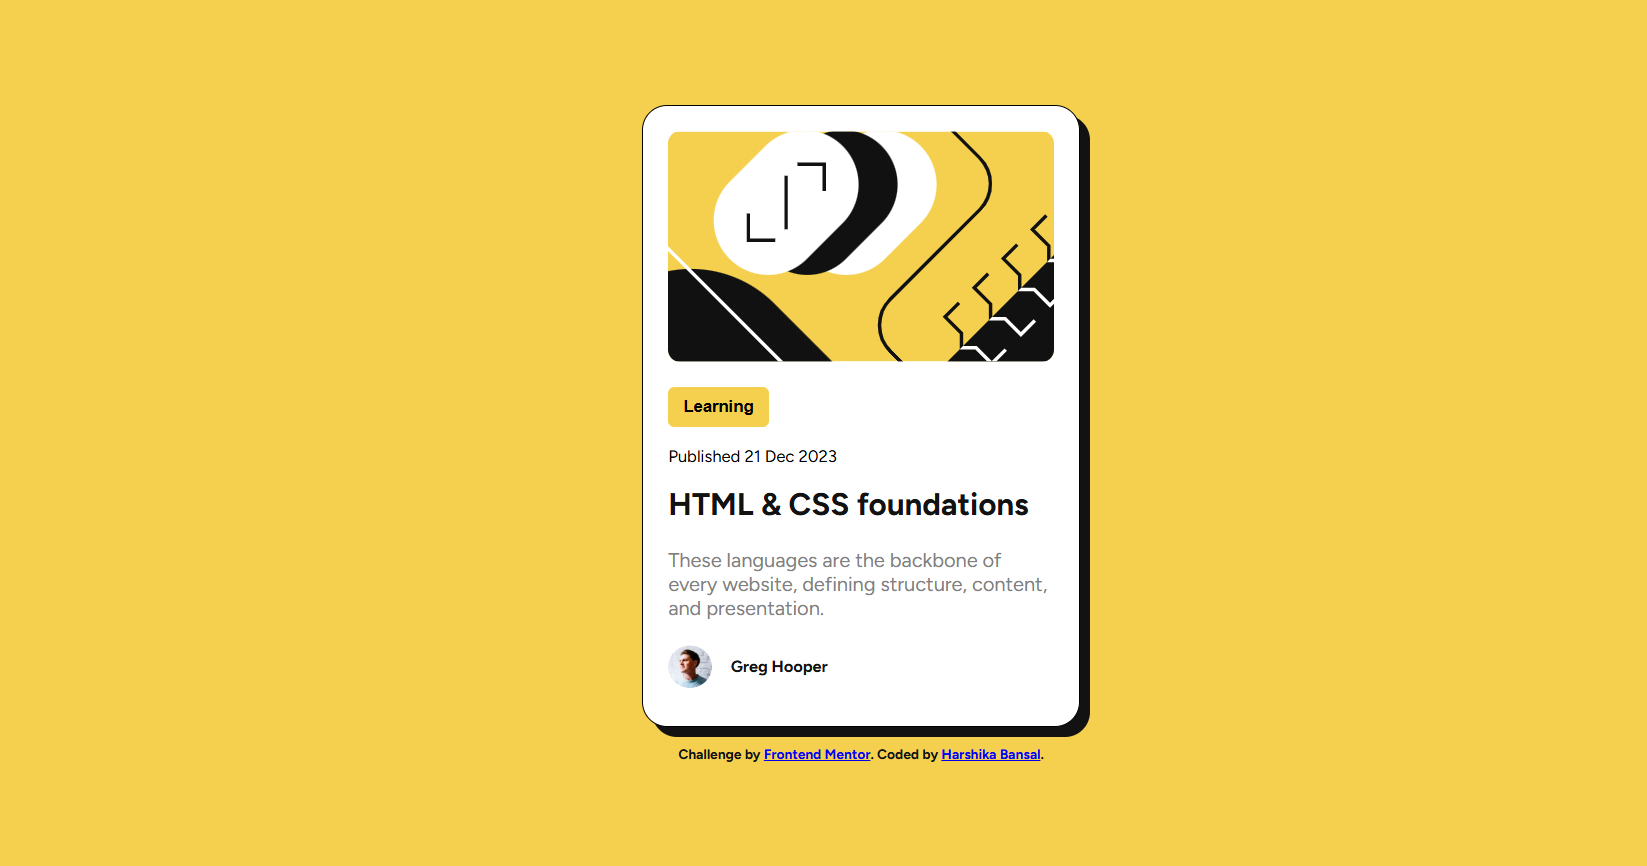 Learning
Published 21 Dec 2023
HTML & CSS foundations
These languages are the backbone of
every website, defining structure, content,
and presentation.
Greg Hooper
Challenge by Frontend Mentor. Coded by Harshika Bansal.